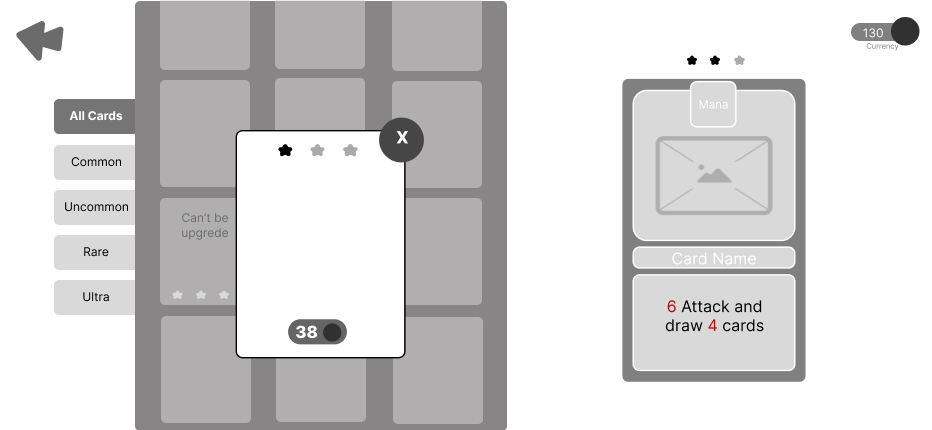 130
Currency
All Cards
Common
Uncommon
Rare
Ultra
Can't be
upgrede
X
38
Mana
Card Name
6 Attack and
draw 4 cards